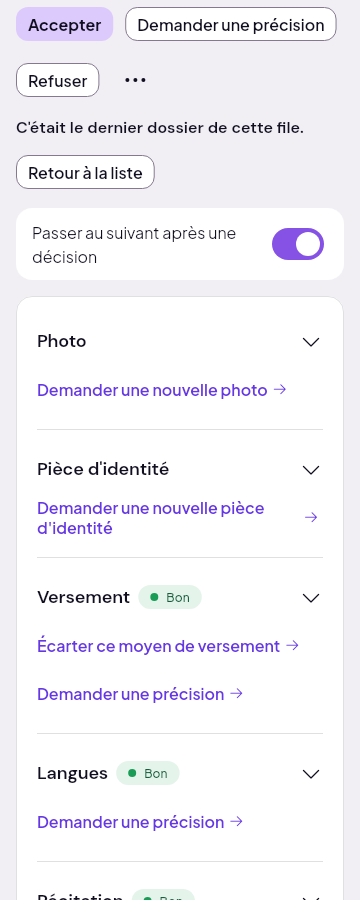 Accepter
Demander une précision
Refuser
C'était le dernier dossier de cette file.
Retour à la liste
Passer au suivant après une
décision
Photo
Demander une nouvelle photo →
Pièce d'identité
Demander une nouvelle pièce
d'identité →
Versement Bon
Écarter ce moyen de versement →
Demander une précision →
Langues Bon
Demander une précision →
Récitation Bon